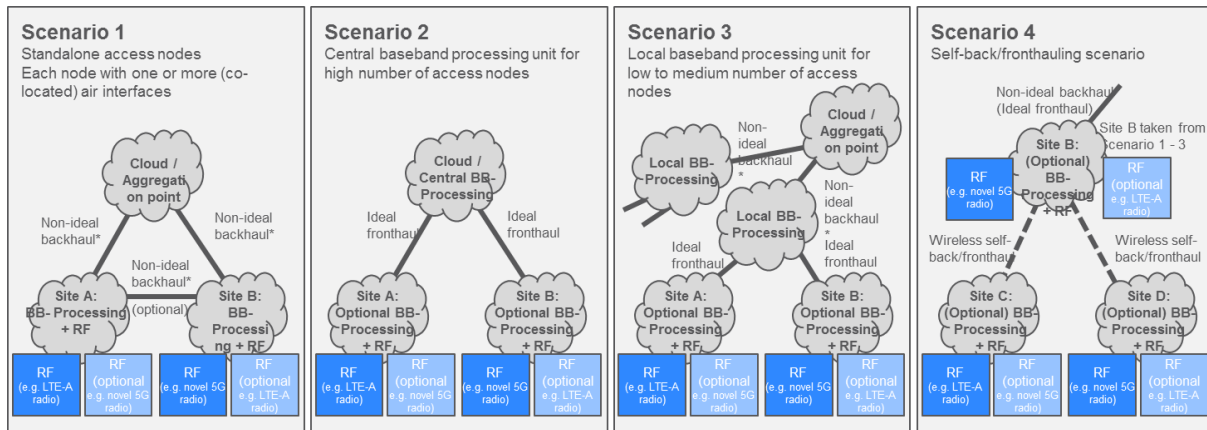 Scenario 1
Standalone access nodes
Each node with one or more (co-
located) air interfaces
Cloud /
Aggregati
on point
Non-ideal
backhaul*
Non-ideal
backhaul*
Non-ideal
backhaul*
(optional)
Site A:
BB- Processing
+ RF
Site B:
BB-
Processi
ng + RF
RF
(e.g. LTE-A
radio)
RF
(optional
e.g. novel 5G
radio)
RF
(e.g. novel 5G
radio)
RF
(optional
e.g. LTE-A
radio)
Scenario 2
Central baseband processing unit for
high number of access nodes
Cloud /
Central BB-
Processing
Ideal
fronthaul
Ideal
fronthaul
Site A:
Optional BB-
Processing
+ RF
Site B:
Optional BB-
Processing
+ RF
RF
(e.g. LTE-A
radio)
RF
(optional
e.g. novel 5G
radio)
RF
(e.g. novel 5G
radio)
RF
(optional
e.g. LTE-A
radio)
Scenario 3
Local baseband processing unit for
low to medium number of access
nodes
Cloud /
Aggregati
on point
Non-
ideal
backhaul
*
Local BB-
Processing
Local BB-
Processing
Non-ideal
backhaul
*
Ideal
fronthaul
Ideal
fronthaul
Site A:
Optional BB-
Processing
+ RF
Site B:
Optional BB-
Processing
+ RF
RF
(e.g. LTE-A
radio)
RF
(optional
e.g. novel 5G
radio)
RF
(e.g. novel 5G
radio)
RF
(optional
e.g. LTE-A
radio)
Scenario 4
Self-back/fronthauling scenario
Non-ideal backhaul
(Ideal fronthaul)
Site B taken from
Scenario 1 - 3
Site B:
(Optional)
BB-
Processing
+ RF
RF
(e.g. novel 5G
radio)
RF
(optional
e.g. LTE-A
radio)
Wireless self-
back/fronthaul
Wireless self-
back/fronthaul
Site C:
(Optional) BB-
Processing
+ RF
Site D:
(Optional) BB-
Processing
+ RF
RF
(e.g. LTE-A
radio)
RF
(optional
e.g. novel 5G
radio)
RF
(e.g. novel 5G
radio)
RF
(optional
e.g. LTE-A
radio)